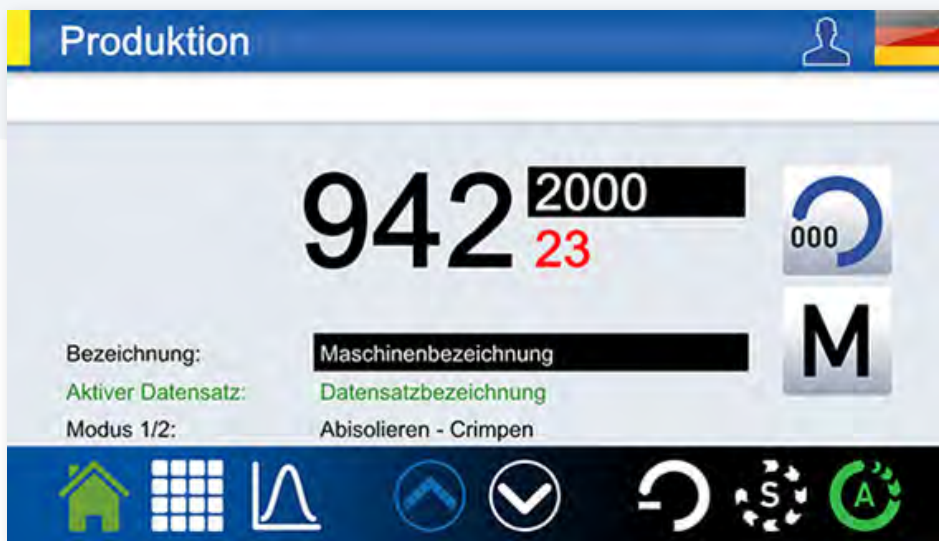 Produktion
942 2000
23
000
M
Bezeichnung: Maschinenbezeichnung
Aktiver Datensatz: Datensatzbezeichnung
Modus 1/2: Abisolieren - Crimpen
S A